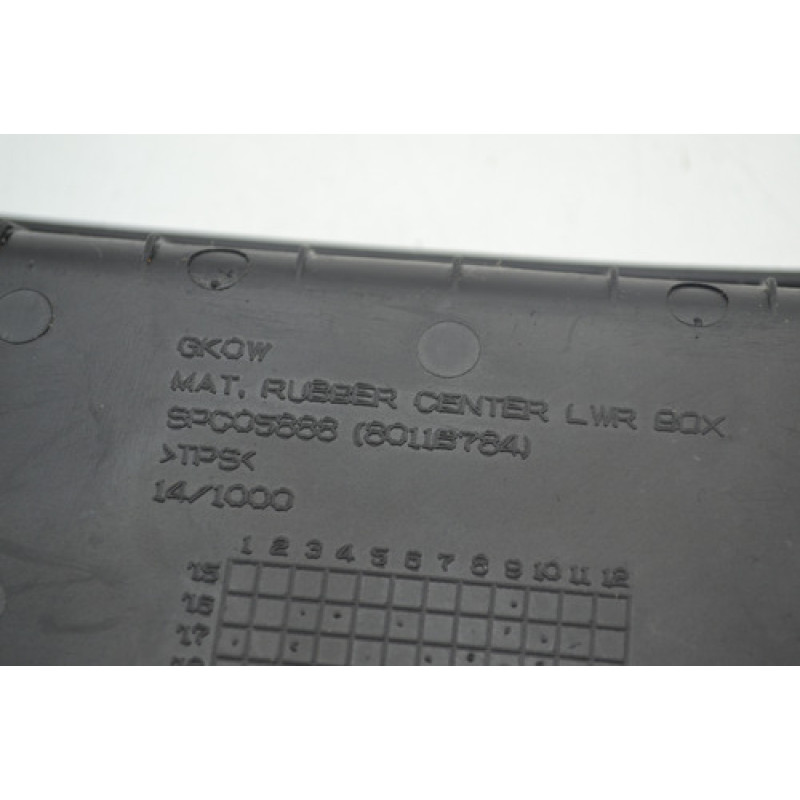 GKOW
MAT, RUBBER CENTER LWR BOX
SPC05888 (8011B784)
>TPS<
14/1000
1 2 3 4 5 6 7 8 9 10 11 12
'15
'16
'17